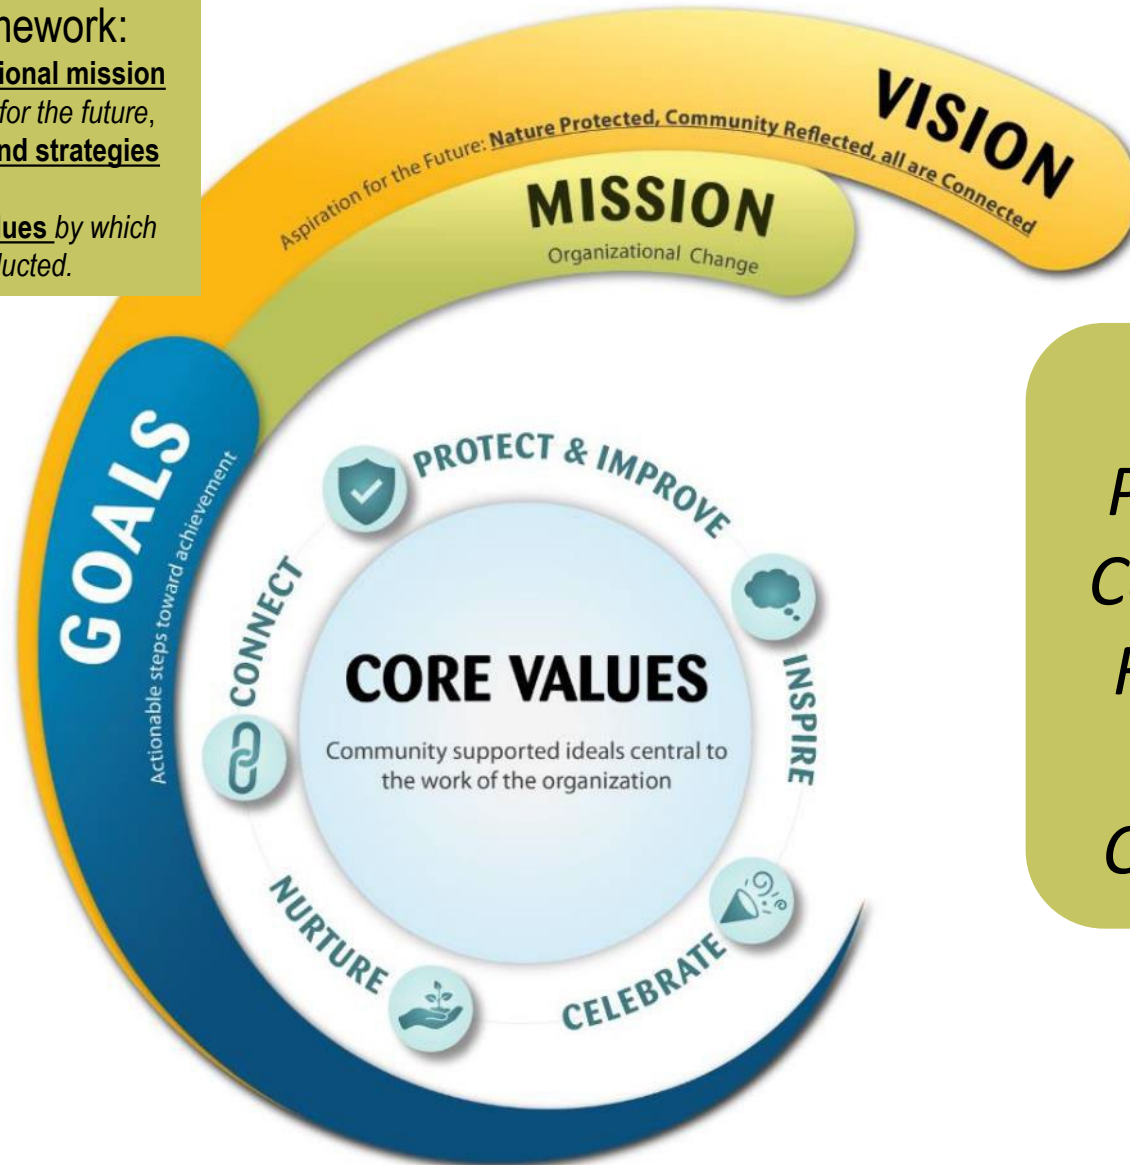 nework:
ional mission
for the future,
nd strategies
lues by which
ducted.
VISION
Aspiration for the Future: Nature Protected, Community Reflected, all are Connected
MISSION
Organizational Change
GOALS
Actionable steps toward achievement
PROTECT & IMPROVE
INSPIRE
CELEBRATE
NURTURE
CONNECT
CORE VALUES
Community supported ideals central to
the work of the organization
P
C